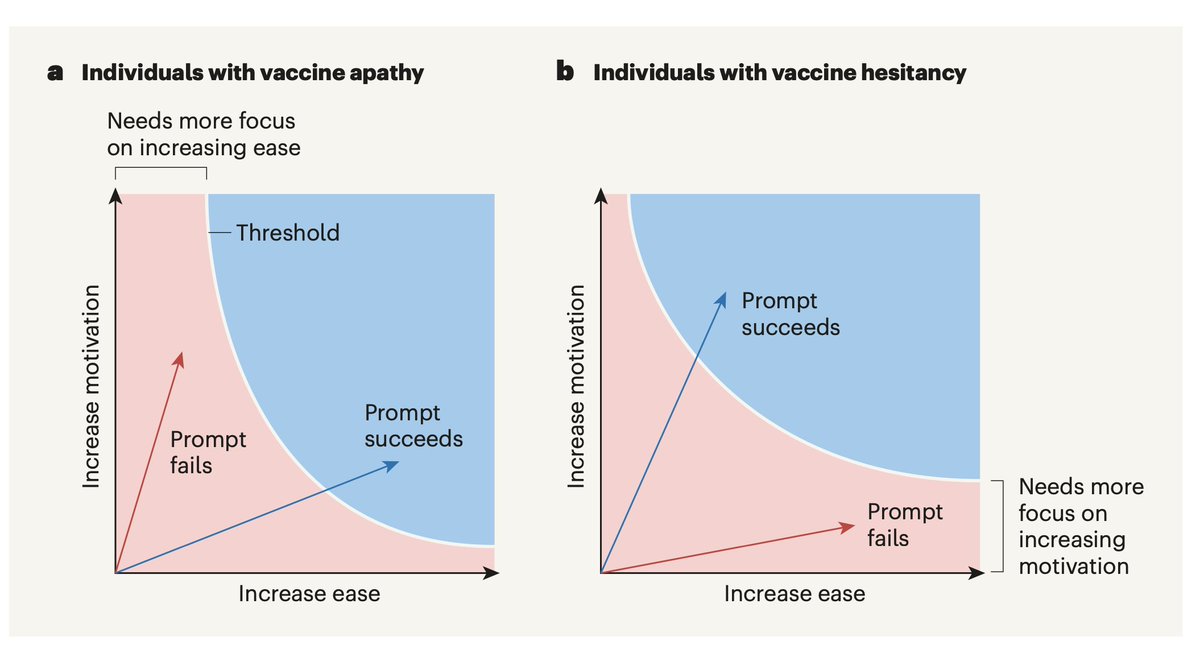 a Individuals with vaccine apathy
Needs more focus
on increasing ease
Threshold
Increase motivation
Prompt
fails
Prompt
succeeds
Increase ease
b Individuals with vaccine hesitancy
Increase motivation
Prompt
succeeds
Prompt
fails
Needs more
focus on
increasing
motivation
Increase ease